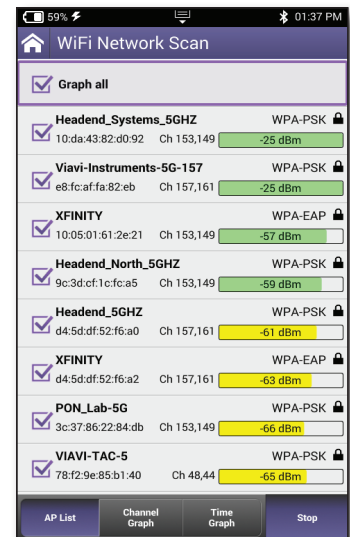 59% 01:37 PM
WiFi Network Scan
Graph all
Headend_Systems_5GHZ WPA-PSK
10:da:43:82:d0:92 Ch 153,149 -25 dBm
Viavi-Instruments-5G-157 WPA-PSK
e8:fc:af:fa:82:eb Ch 157,161 -25 dBm
XFINITY WPA-EAP
10:05:01:61:2e:21 Ch 153,149 -57 dBm
Headend_North_5GHZ WPA-PSK
9c:3d:cf:1c:fc:a5 Ch 153,149 -59 dBm
Headend_5GHZ WPA-PSK
d4:5d:df:52:f6:a0 Ch 157,161 -61 dBm
XFINITY WPA-EAP
d4:5d:df:52:f6:a2 Ch 157,161 -63 dBm
PON_Lab-5G WPA-PSK
3c:37:86:22:84:db Ch 153,149 -66 dBm
VIAVI-TAC-5 WPA-PSK
78:f2:9e:85:b1:40 Ch 48,44 -65 dBm
AP List Channel Graph Time Graph Stop